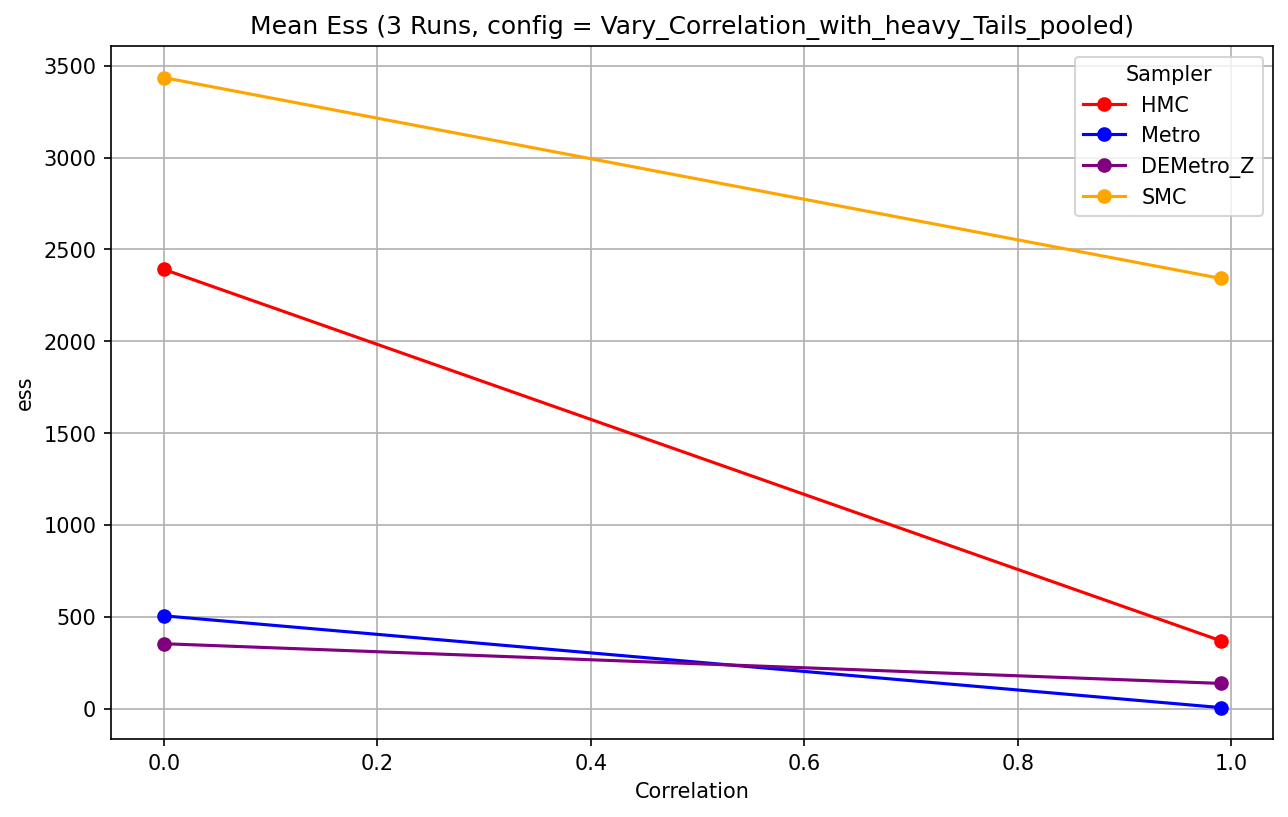 Mean Ess (3 Runs, config = Vary_Correlation_with_heavy_Tails_pooled)
Sampler
HMC
Metro
DEMetro_Z
SMC
ess
3500
3000
2500
2000
1500
1000
500
0
0.0 0.2 0.4 0.6 0.8 1.0
Correlation